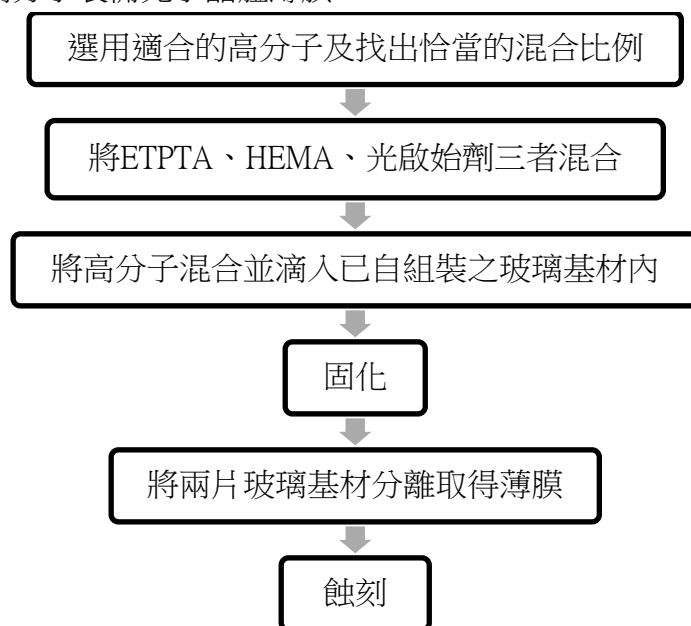 選用適合的高分子及找出恰當的混合比例
將ETPTA、HEMA、光啟始劑三者混合
將高分子混合並滴入已自組裝之玻璃基材內
固化
將兩片玻璃基材分離取得薄膜
蝕刻